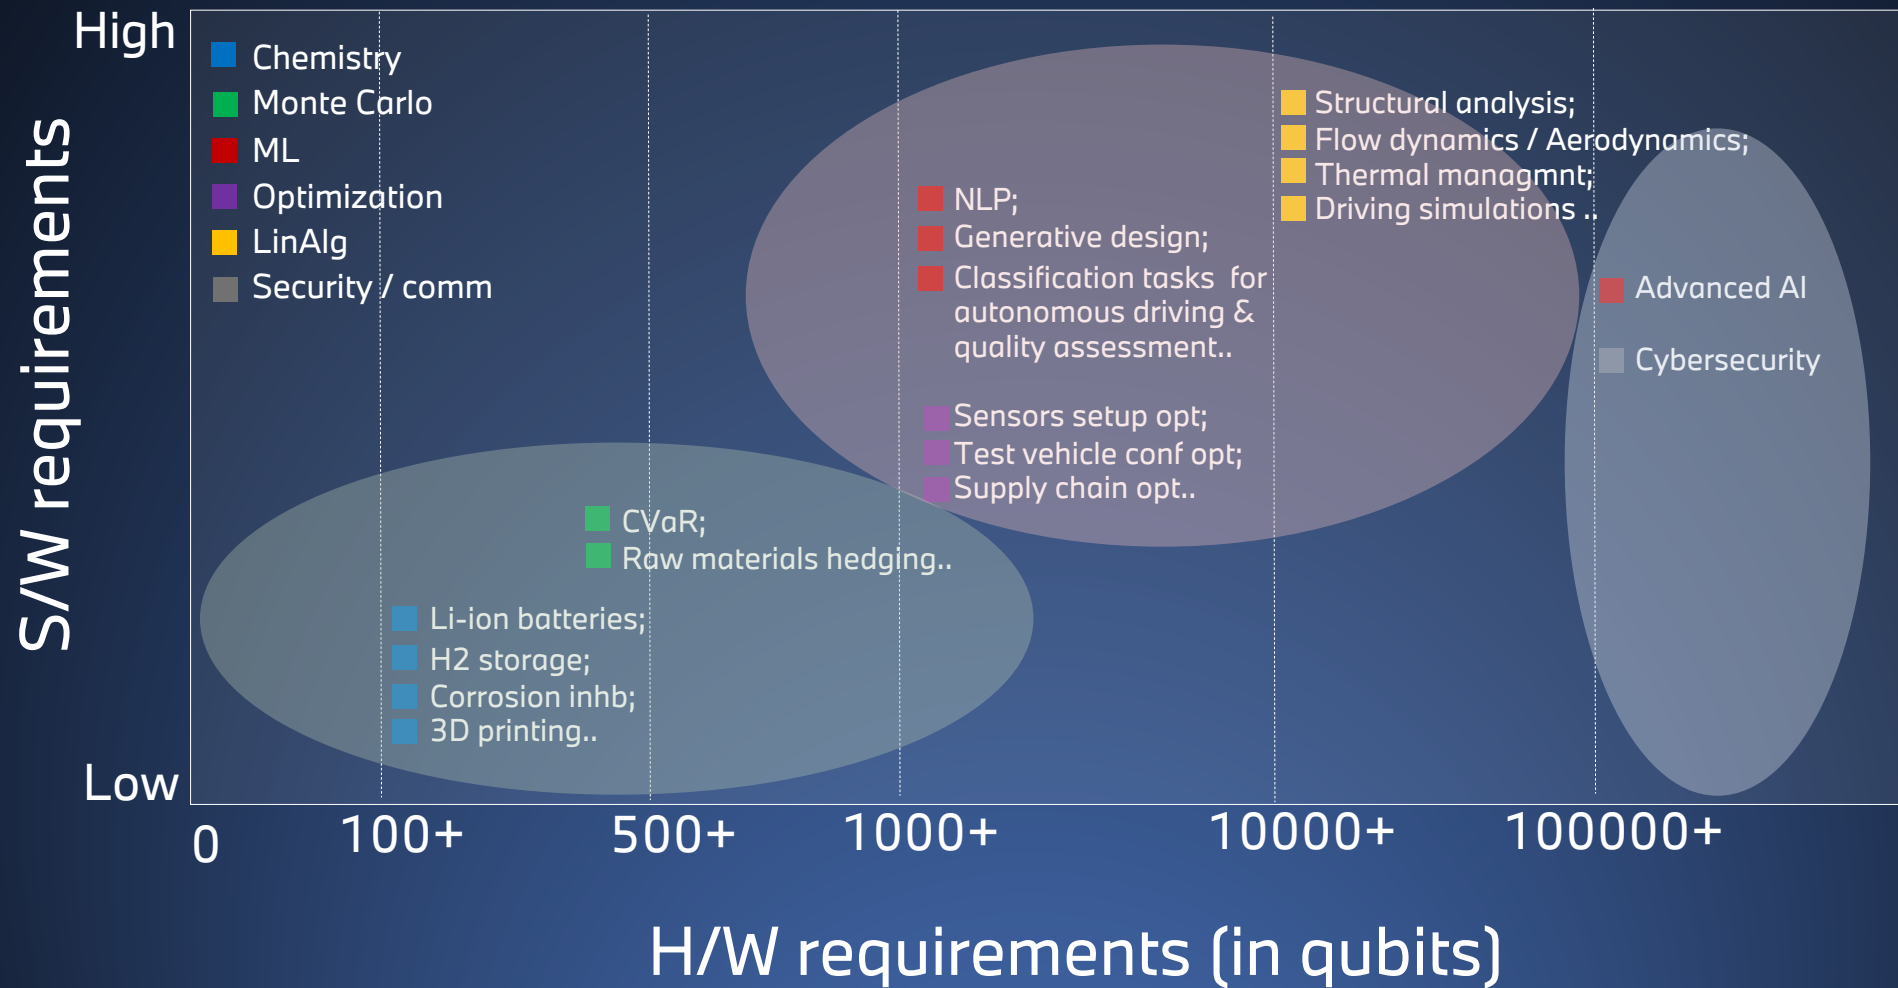 High
S/W requirements
Low
Chemistry
Monte Carlo
ML
Optimization
LinAlg
Security / comm
Structural analysis;
Flow dynamics / Aerodynamics;
Thermal managmnt;
Driving simulations ..
NLP;
Generative design;
Classification tasks for
autonomous driving &
quality assessment..
Advanced AI
Cybersecurity
Sensors setup opt;
Test vehicle conf opt;
Supply chain opt..
CVaR;
Raw materials hedging..
Li-ion batteries;
H2 storage;
Corrosion inhb;
3D printing..
0
100+
500+
1000+
10000+
100000+
H/W requirements (in qubits)